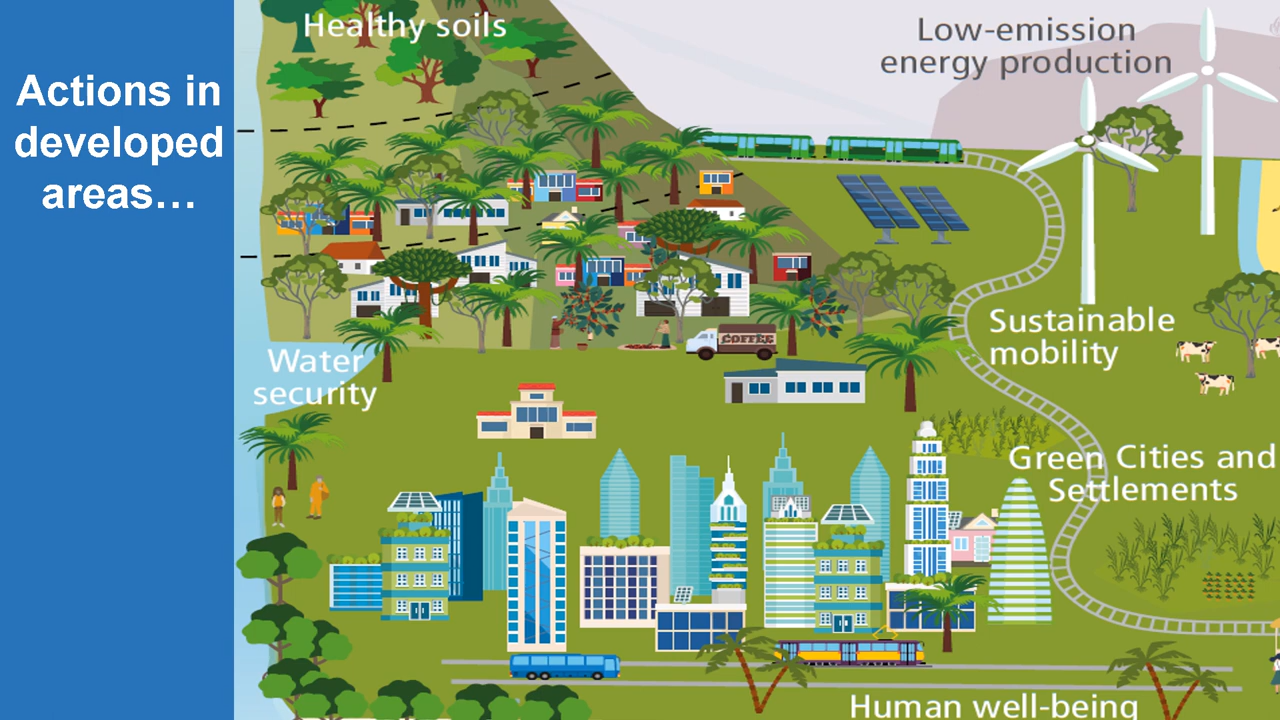 Actions in
developed
areas…
Healthy soils
Low-emission
energy production
COFFEE
Sustainable
mobility
Water
security
Green Cities and
Settlements
Human well-being